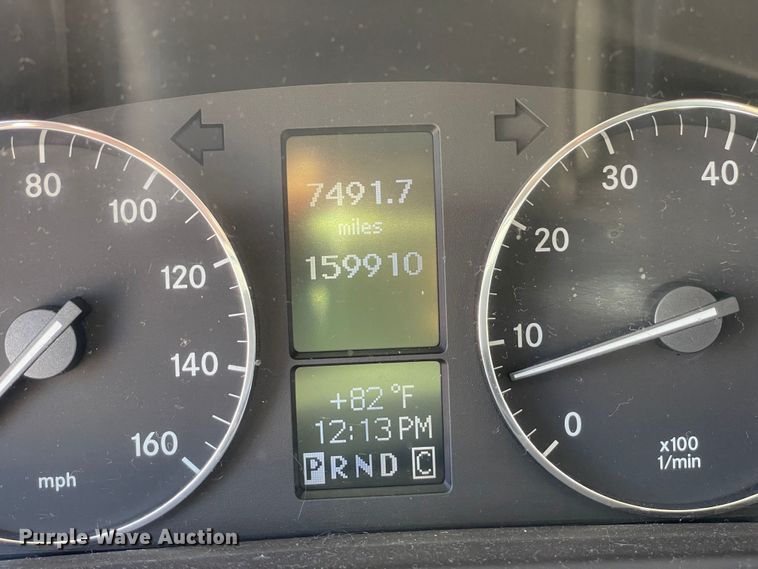 80
100
120
140
160
mph
7491.7
miles
159910
+82 °F
12:13 PM
P R N D C
40
30
20
10
0
x100
1/min
Purple Wave Auction